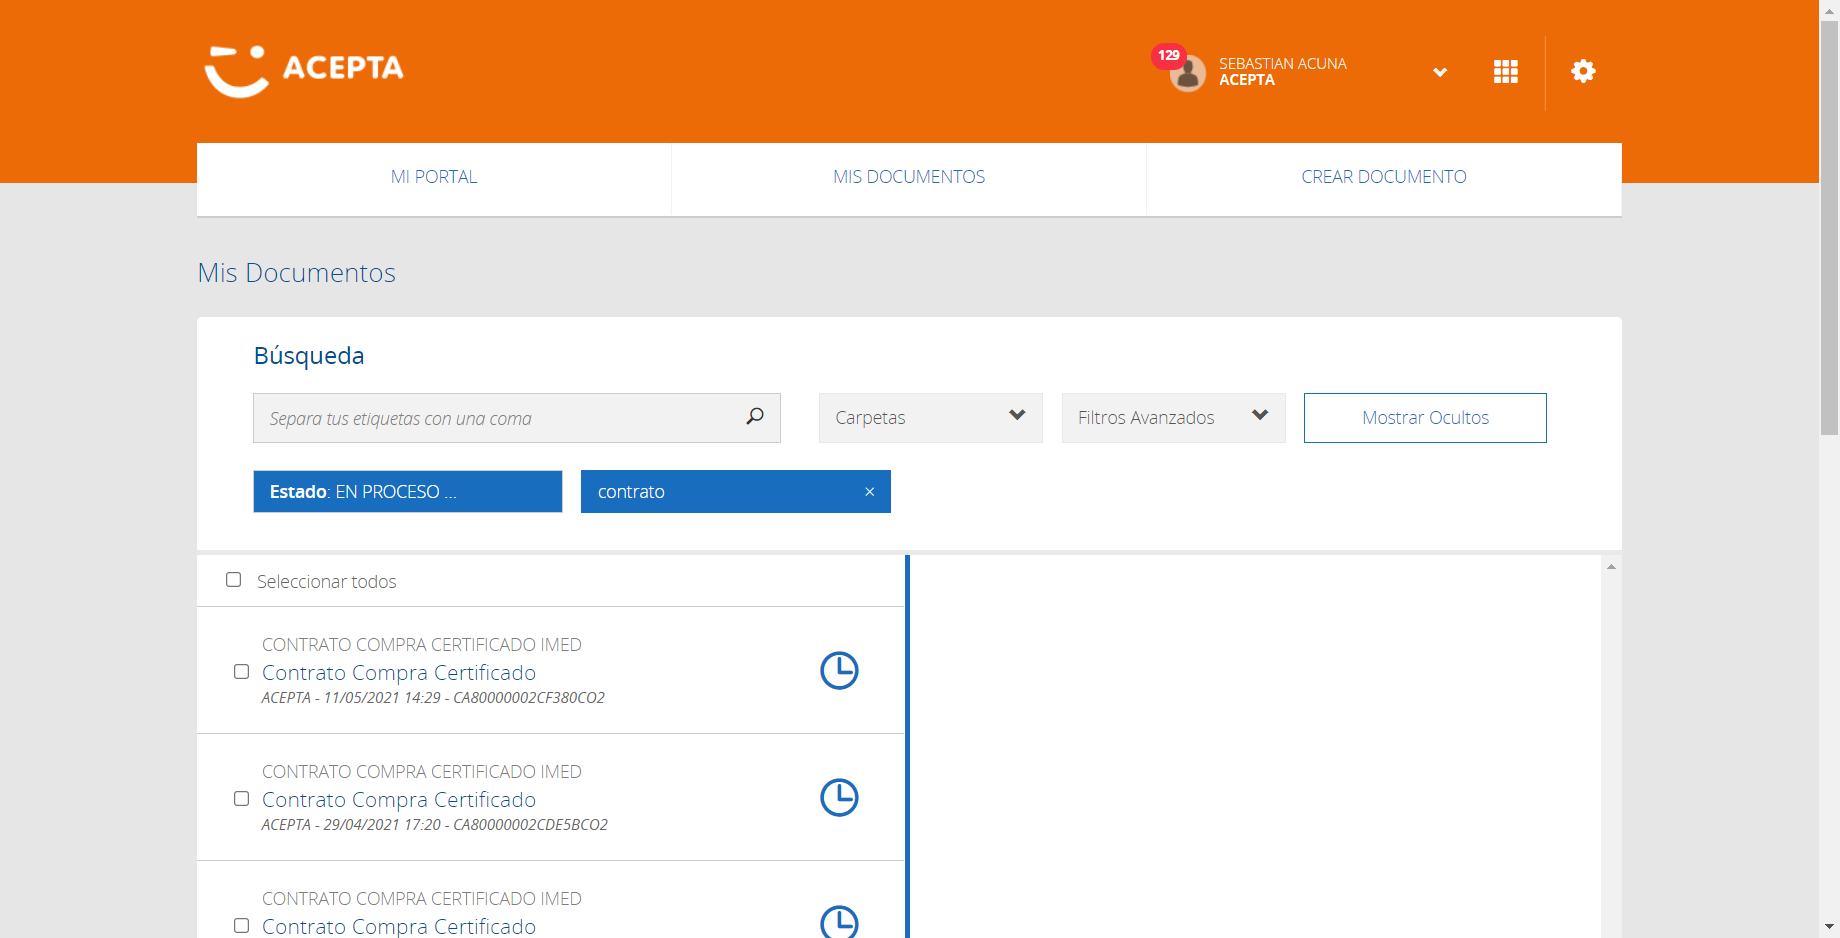 ACEPTA
129
SEBASTIAN ACUNA
ACEPTA
MI PORTAL
MIS DOCUMENTOS
CREAR DOCUMENTO
Mis Documentos
Búsqueda
Separa tus etiquetas con una coma
Carpetas
Filtros Avanzados
Mostrar Ocultos
Estado: EN PROCESO ...
contrato ×
Seleccionar todos
CONTRATO COMPRA CERTIFICADO IMED
Contrato Compra Certificado
ACEPTA - 11/05/2021 14:29 - CA80000002CF380CO2
CONTRATO COMPRA CERTIFICADO IMED
Contrato Compra Certificado
ACEPTA - 29/04/2021 17:20 - CA80000002CDE5BCO2
CONTRATO COMPRA CERTIFICADO IMED
Contrato Compra Certificado